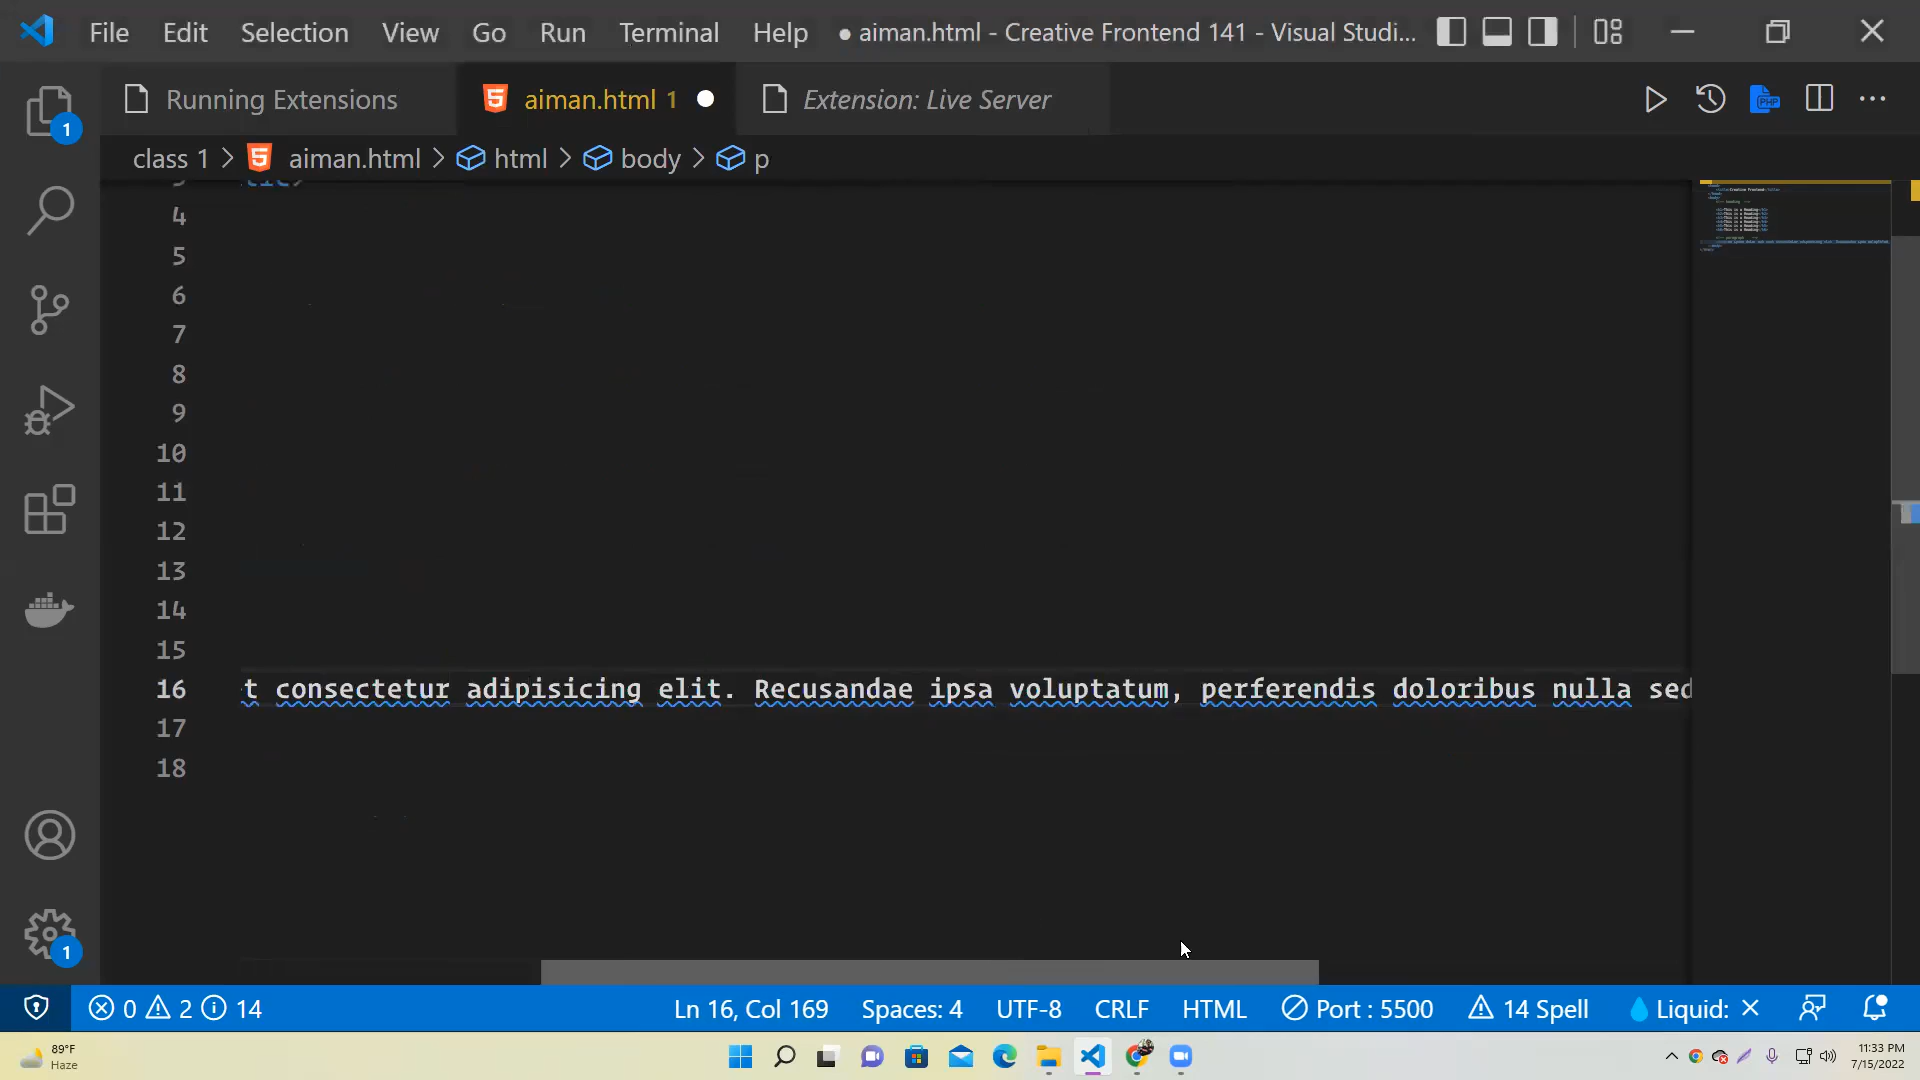 File Edit Selection View Go Run Terminal Help ● aiman.html - Creative Frontend 141 - Visual Studi...
Running Extensions aiman.html 1 Extension: Live Server
class 1 > aiman.html > html > body > p
4
5
6
7
8
9
10
11
12
13
14
15
16 t consectetur adipisicing elit. Recusandae ipsa voluptatum, perferendis doloribus nulla sed
17
18
1
1
0 2 14 Ln 16, Col 169 Spaces: 4 UTF-8 CRLF HTML Port : 5500 14 Spell Liquid: ✕
89°F
Haze
11:33 PM
7/15/2022